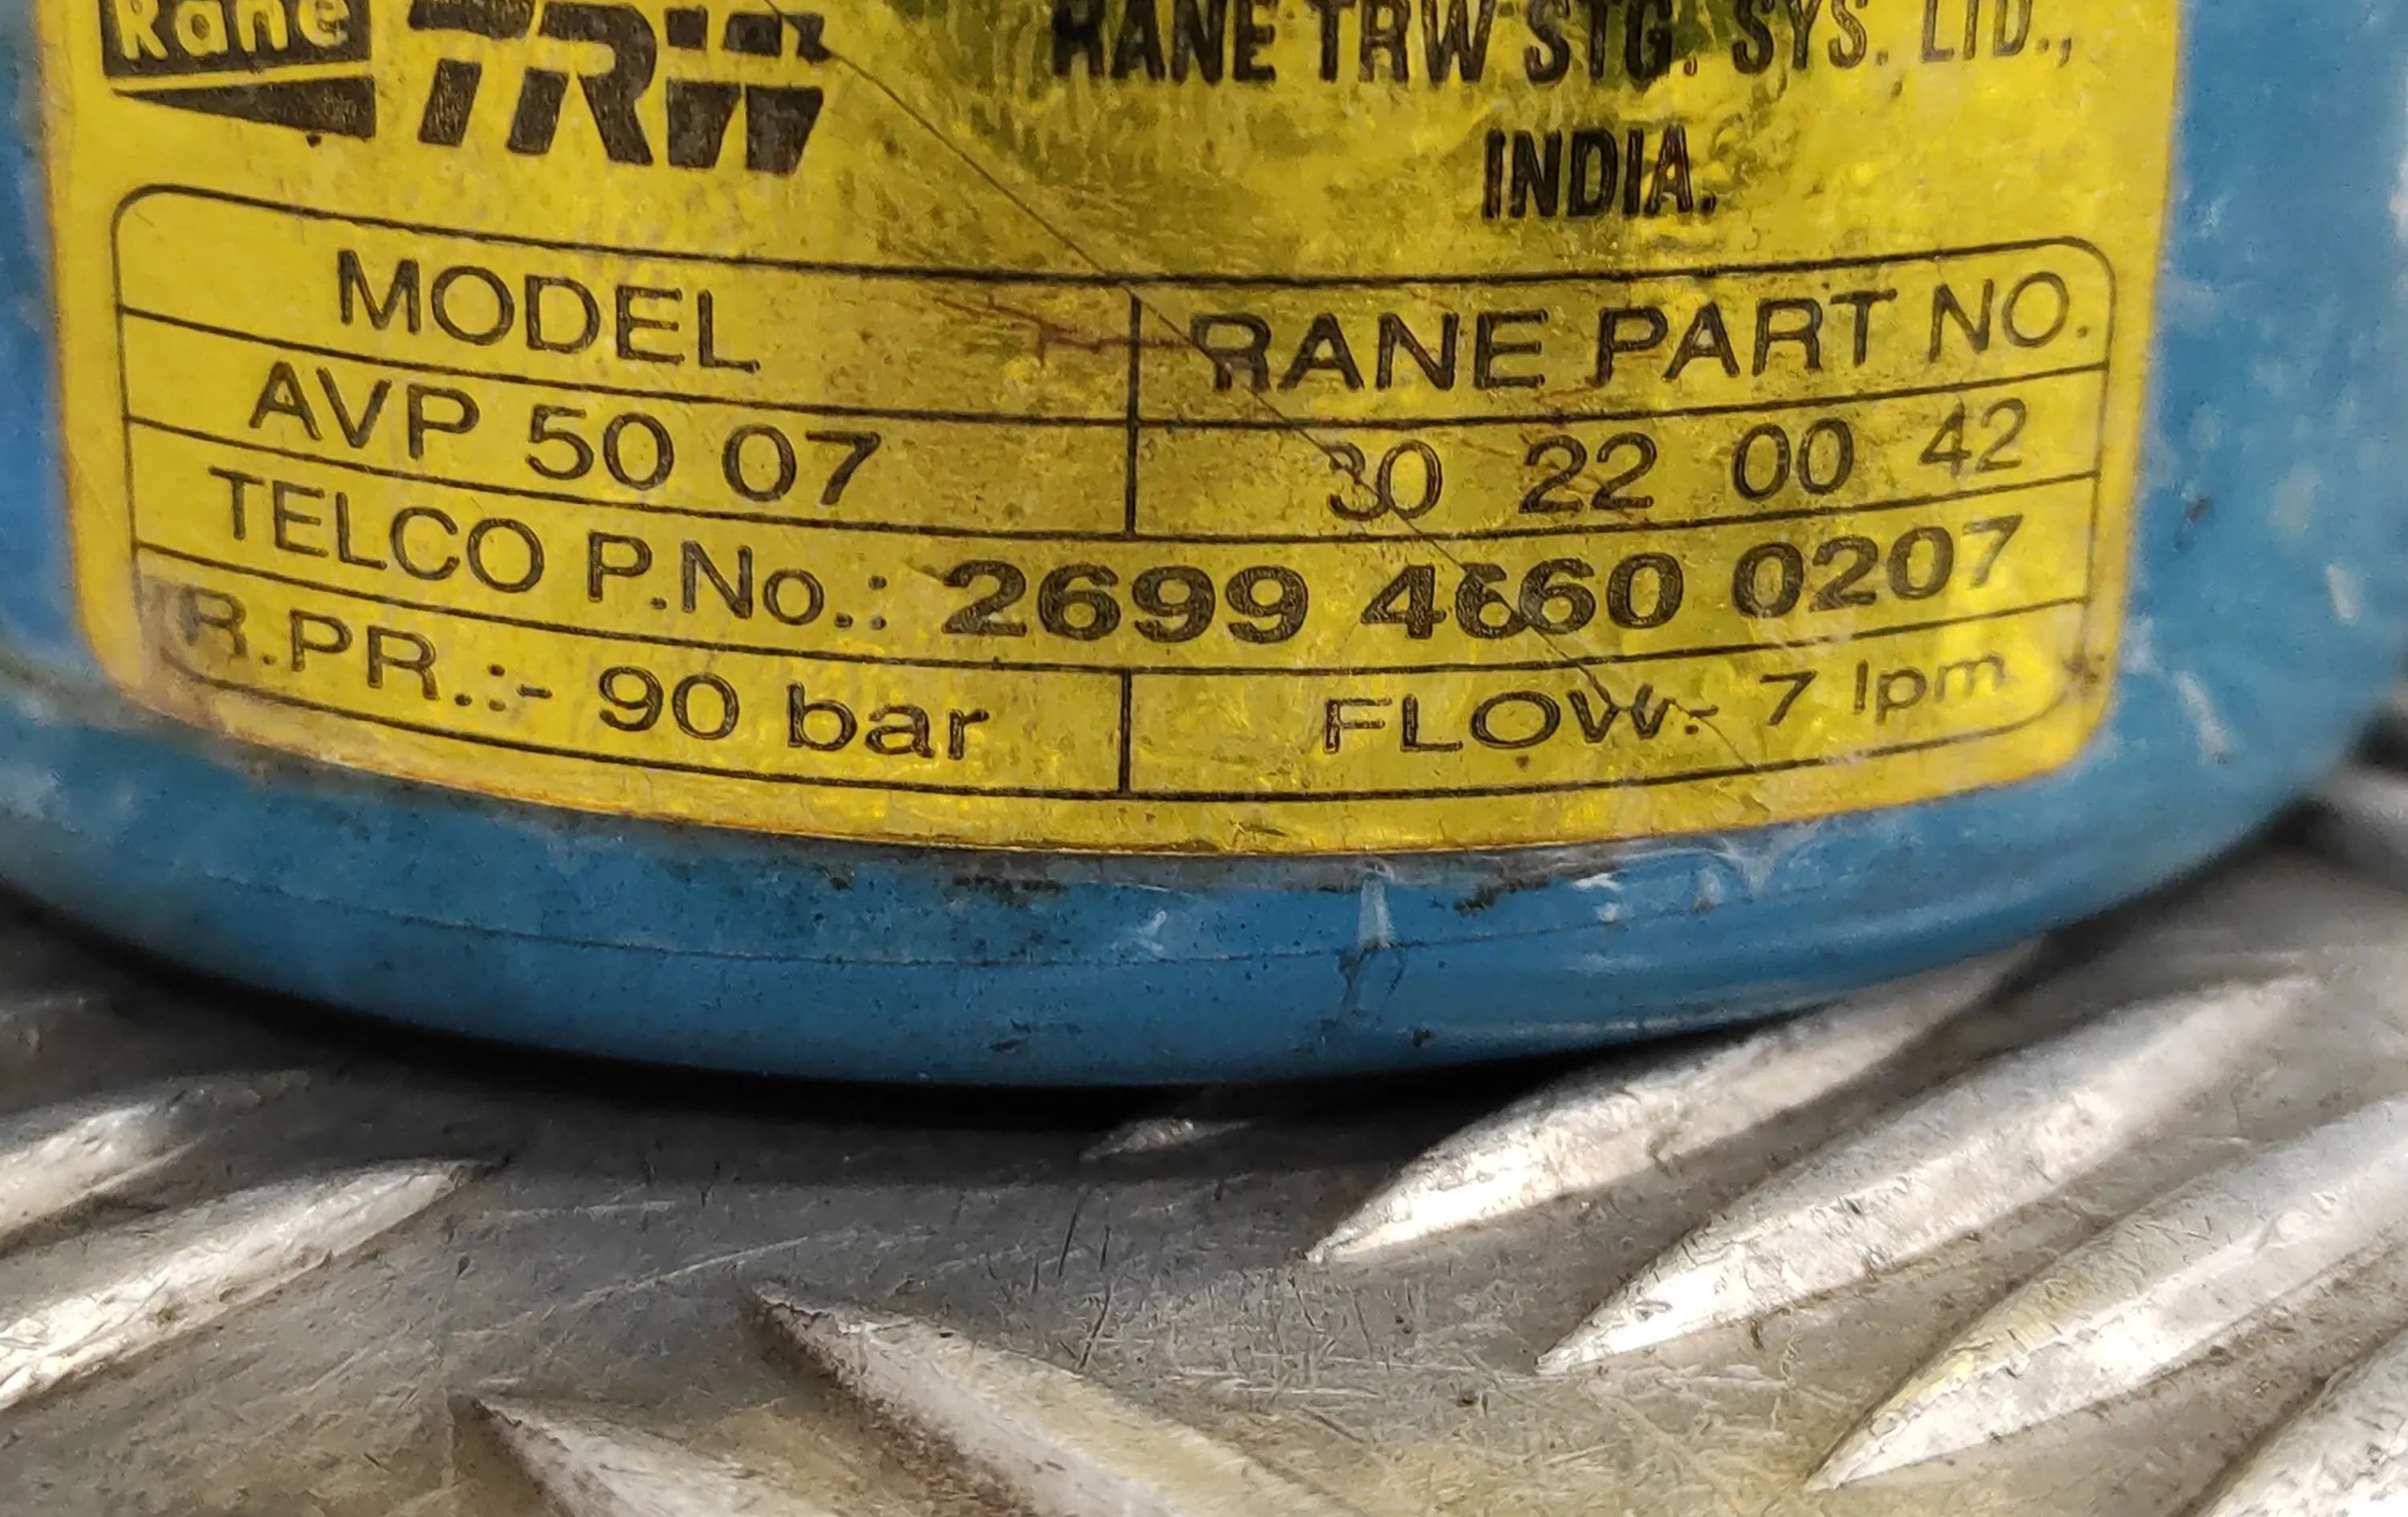 Rane TRW RANE TRW STG. SYS. LTD.,
INDIA.
MODEL RANE PART NO.
AVP 50 07 30 22 00 42
TELCO P.No.: 2699 4660 0207
R.PR.:- 90 bar FLOW:- 7 lpm